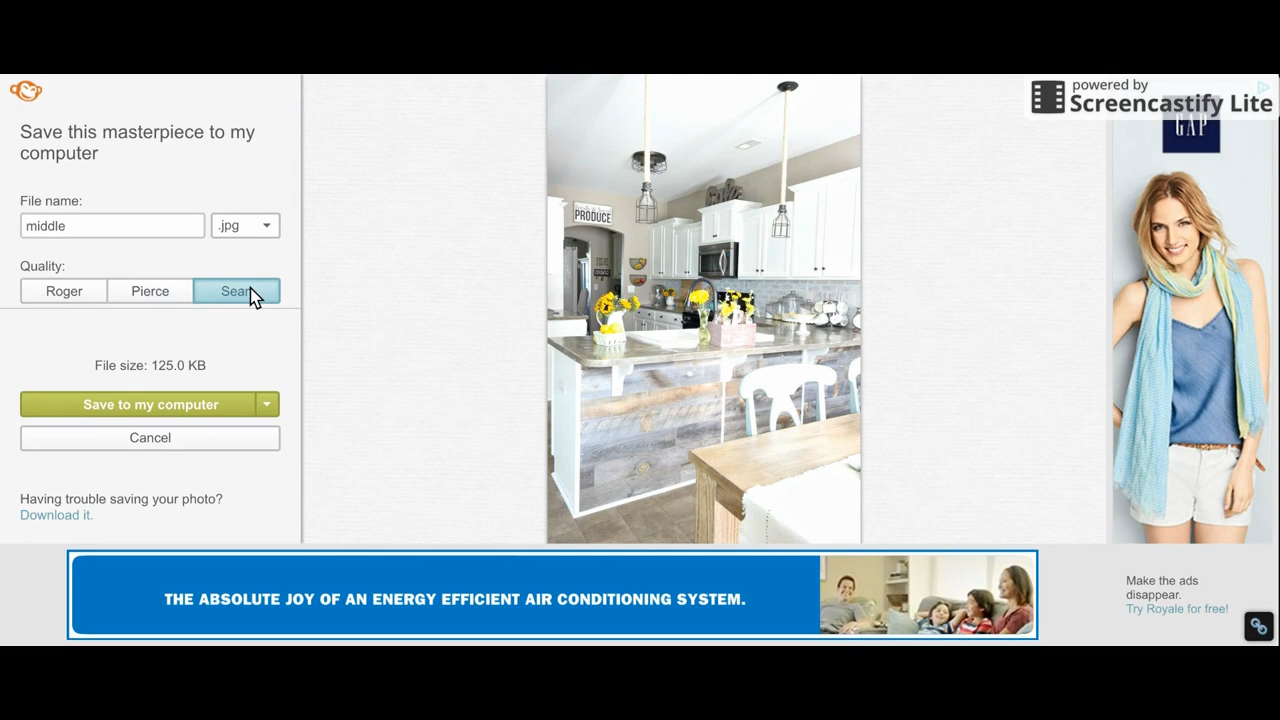 powered by
Screencastify Lite
GAP
Save this masterpiece to my
computer
File name:
middle
.jpg
Quality:
Roger
Pierce
Sean
File size: 125.0 KB
Save to my computer
Cancel
Having trouble saving your photo?
Download it.
PRODUCE
THE ABSOLUTE JOY OF AN ENERGY EFFICIENT AIR CONDITIONING SYSTEM.
Make the ads
disappear.
Try Royale for free!